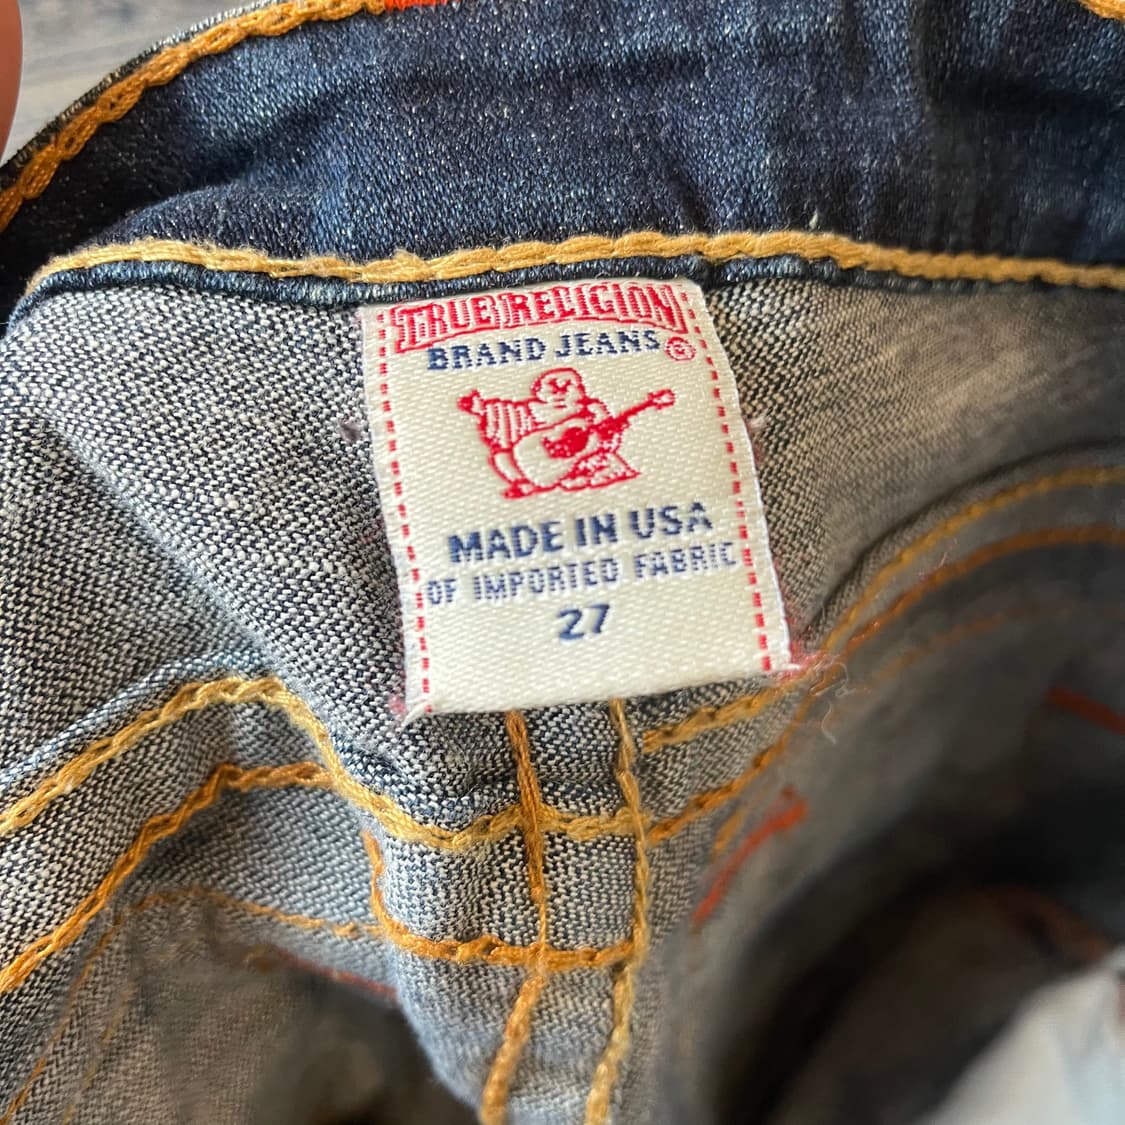 TRUE RELIGION
BRAND JEANS ®
MADE IN USA
OF IMPORTED FABRIC
27